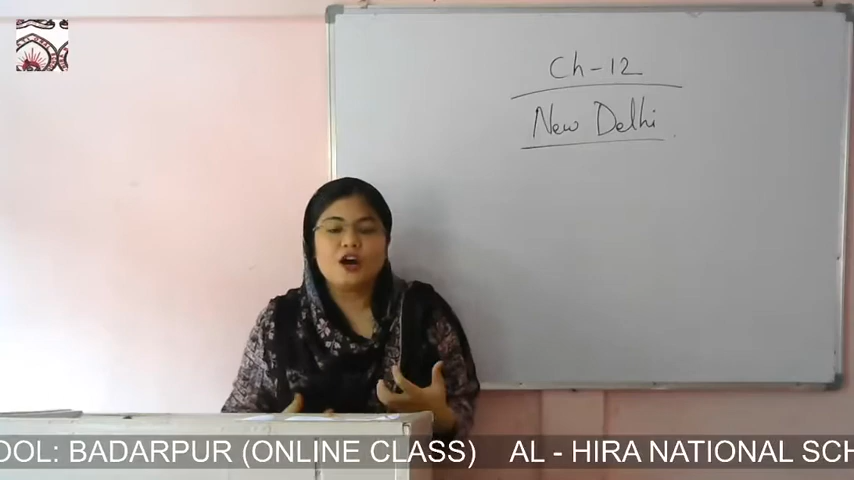 Ch-12
New Delhi
OOL: BADARPUR (ONLINE CLASS) AL - HIRA NATIONAL SCH